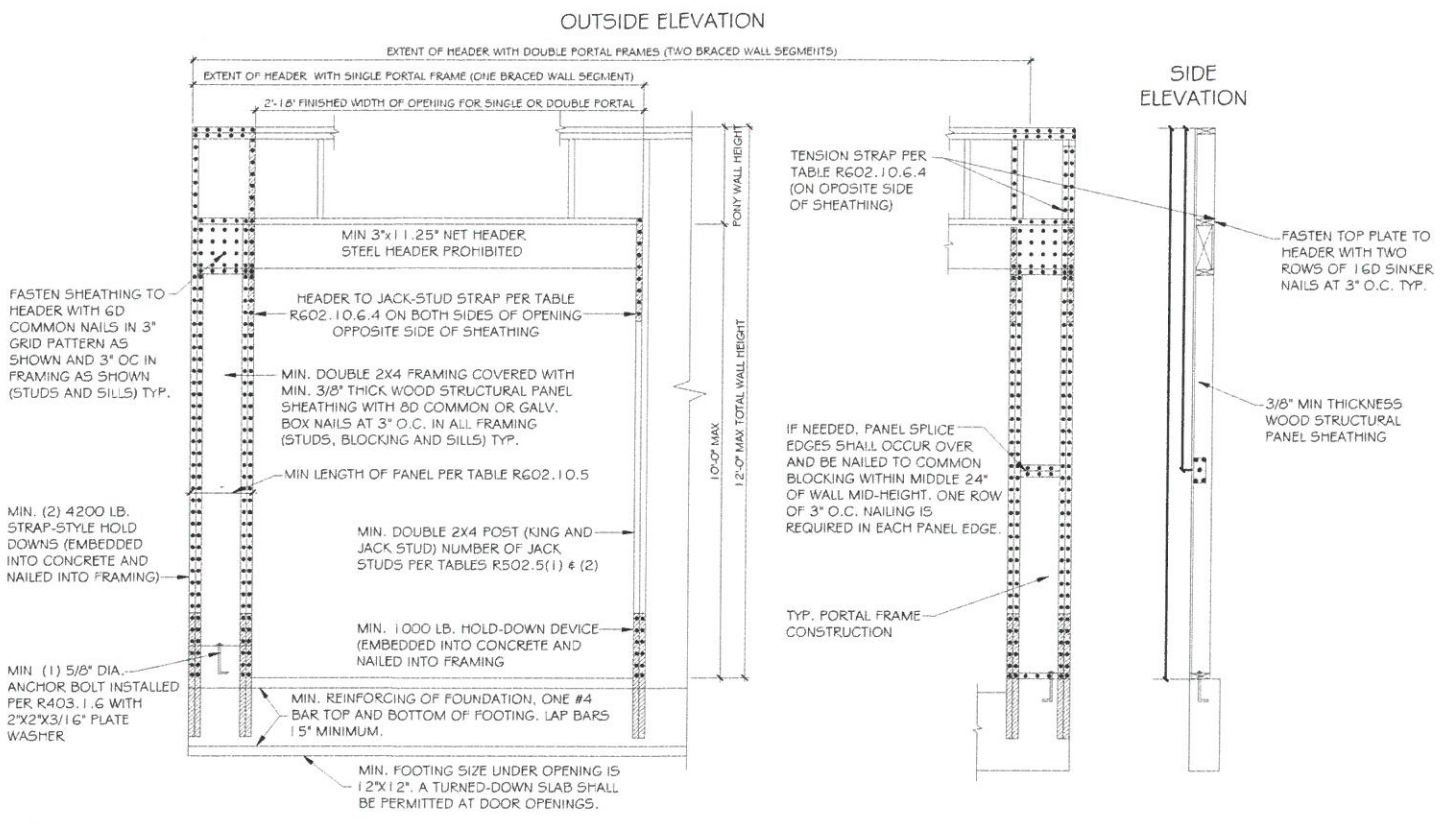 OUTSIDE ELEVATION
EXTENT OF HEADER WITH DOUBLE PORTAL FRAMES (TWO BRACED WALL SEGMENTS)
EXTENT OF HEADER WITH SINGLE PORTAL FRAME (ONE BRACED WALL SEGMENT)
2'-18' FINISHED WIDTH OF OPENING FOR SINGLE OR DOUBLE PORTAL
SIDE
ELEVATION
PONY WALL HEIGHT
TENSION STRAP PER
TABLE R602.10.6.4
(ON OPOSITE SIDE
OF SHEATHING)
MIN 3"x11.25" NET HEADER
STEEL HEADER PROHIBITED
FASTEN TOP PLATE TO
HEADER WITH TWO
ROWS OF 16D SINKER
NAILS AT 3" O.C. TYP.
FASTEN SHEATHING TO
HEADER WITH 6D
COMMON NAILS IN 3"
GRID PATTERN AS
SHOWN AND 3" OC IN
FRAMING AS SHOWN
(STUDS AND SILLS) TYP.
HEADER TO JACK-STUD STRAP PER TABLE
R602.10.6.4 ON BOTH SIDES OF OPENING
OPPOSITE SIDE OF SHEATHING
MIN. DOUBLE 2X4 FRAMING COVERED WITH
MIN. 3/8" THICK WOOD STRUCTURAL PANEL
SHEATHING WITH 8D COMMON OR GALV.
BOX NAILS AT 3" O.C. IN ALL FRAMING
(STUDS, BLOCKING AND SILLS) TYP.
10'-0" MAX
12'-0" MAX TOTAL WALL HEIGHT
3/8" MIN THICKNESS
WOOD STRUCTURAL
PANEL SHEATHING
IF NEEDED, PANEL SPLICE
EDGES SHALL OCCUR OVER
AND BE NAILED TO COMMON
BLOCKING WITHIN MIDDLE 24"
OF WALL MID-HEIGHT. ONE ROW
OF 3" O.C. NAILING IS
REQUIRED IN EACH PANEL EDGE.
MIN LENGTH OF PANEL PER TABLE R602.10.5
MIN. (2) 4200 LB.
STRAP-STYLE HOLD
DOWNS (EMBEDDED
INTO CONCRETE AND
NAILED INTO FRAMING)
MIN. DOUBLE 2X4 POST (KING AND
JACK STUD) NUMBER OF JACK
STUDS PER TABLES R502.5(1) & (2)
MIN. 1000 LB. HOLD-DOWN DEVICE
(EMBEDDED INTO CONCRETE AND
NAILED INTO FRAMING
TYP. PORTAL FRAME
CONSTRUCTION
MIN (1) 5/8" DIA.
ANCHOR BOLT INSTALLED
PER R403.1.6 WITH
2"X2"X3/16" PLATE
WASHER
MIN. REINFORCING OF FOUNDATION, ONE #4
BAR TOP AND BOTTOM OF FOOTING. LAP BARS
15" MINIMUM.
MIN. FOOTING SIZE UNDER OPENING IS
12"X12". A TURNED-DOWN SLAB SHALL
BE PERMITTED AT DOOR OPENINGS.